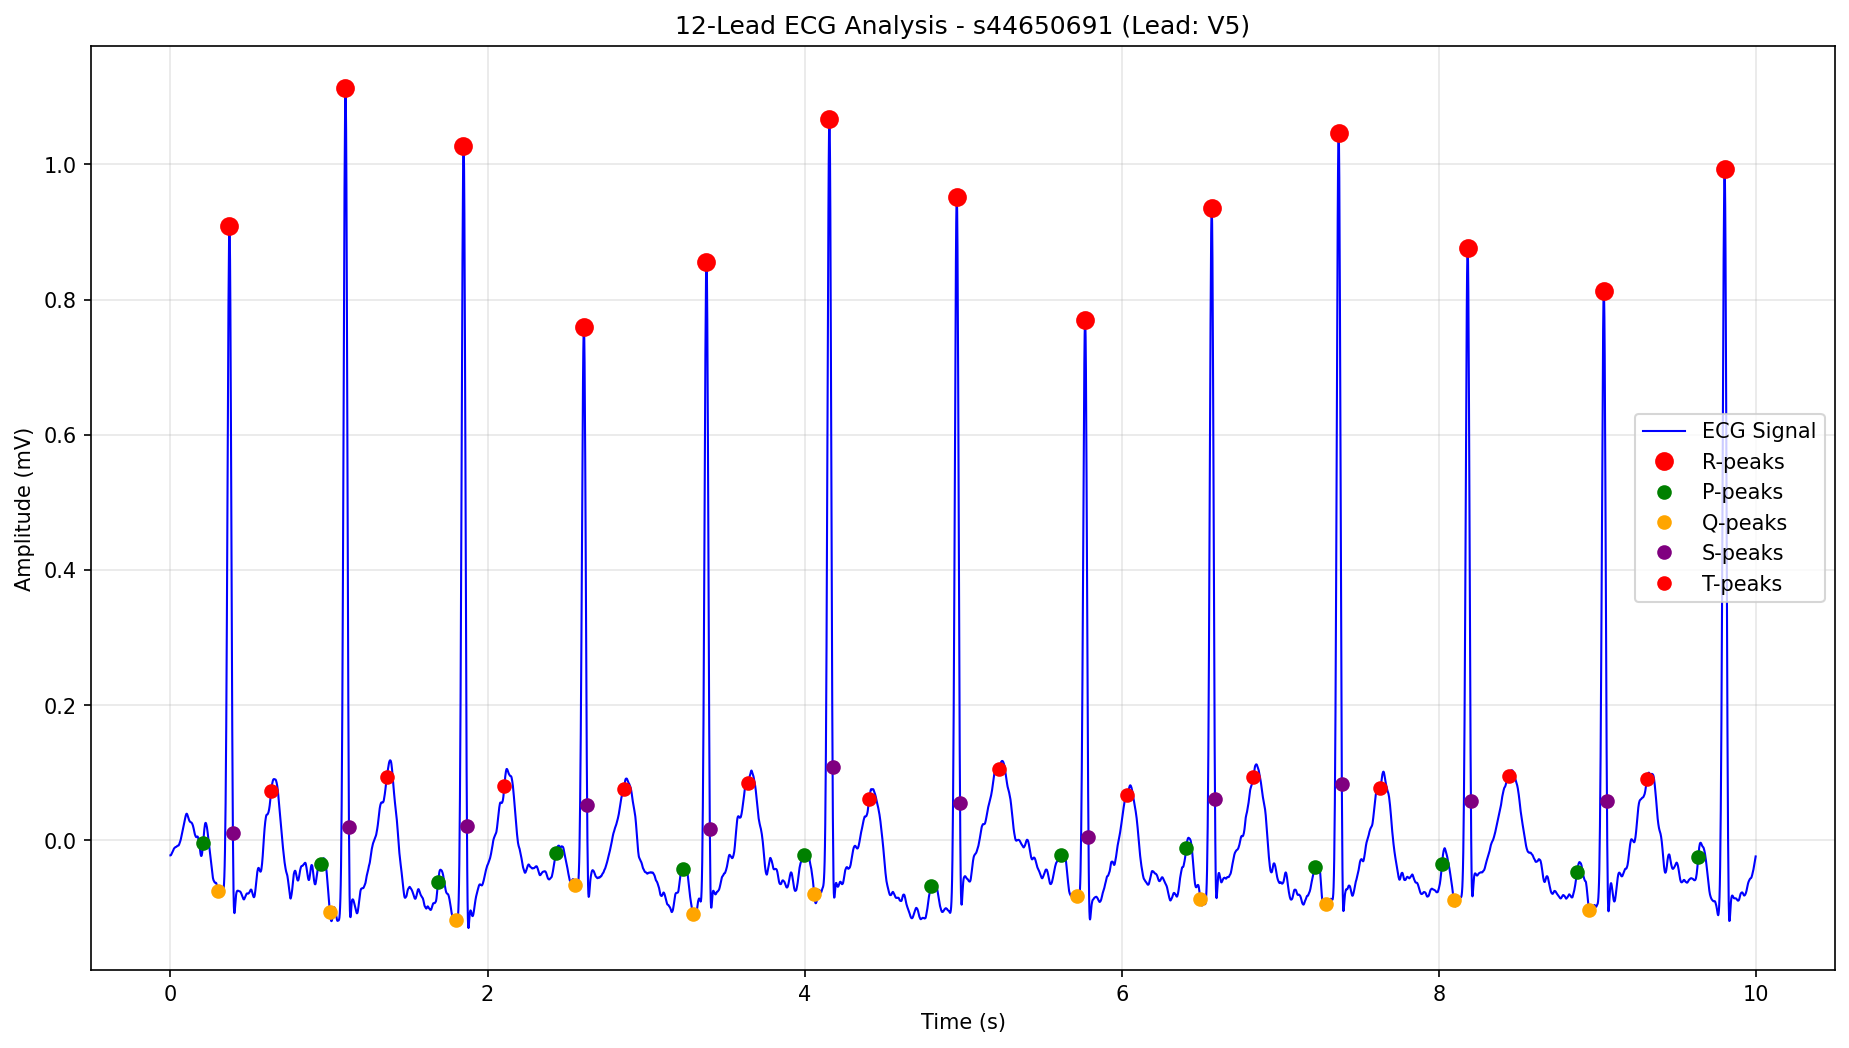 12-Lead ECG Analysis - s44650691 (Lead: V5)
Amplitude (mV)
1.0
0.8
0.6
0.4
0.2
0.0
ECG Signal
R-peaks
P-peaks
Q-peaks
S-peaks
T-peaks
0 2 4 6 8 10
Time (s)